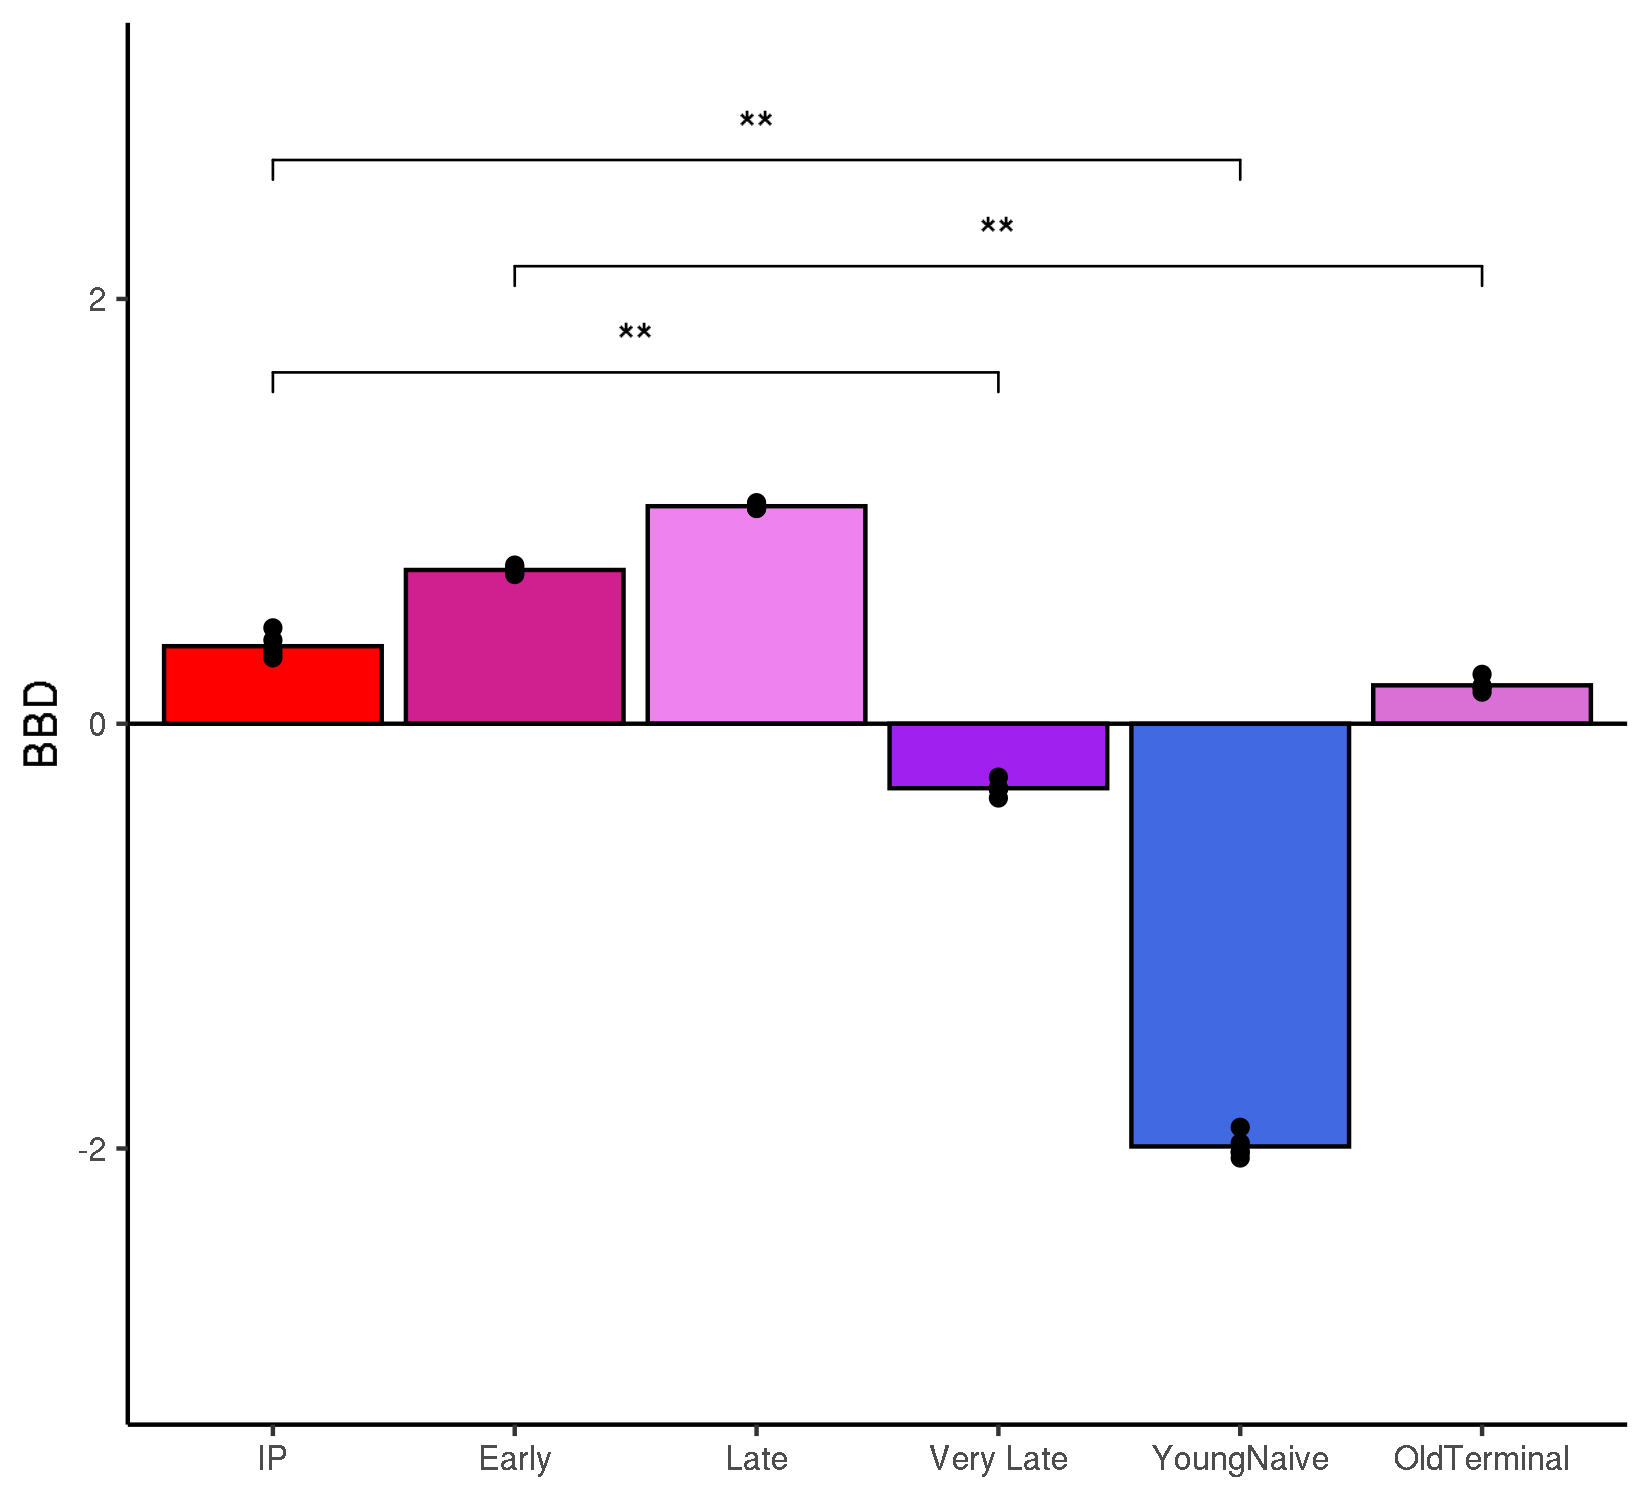 **
**
**
2
0
-2
BBD
IP
Early
Late
Very Late
YoungNaive
OldTerminal